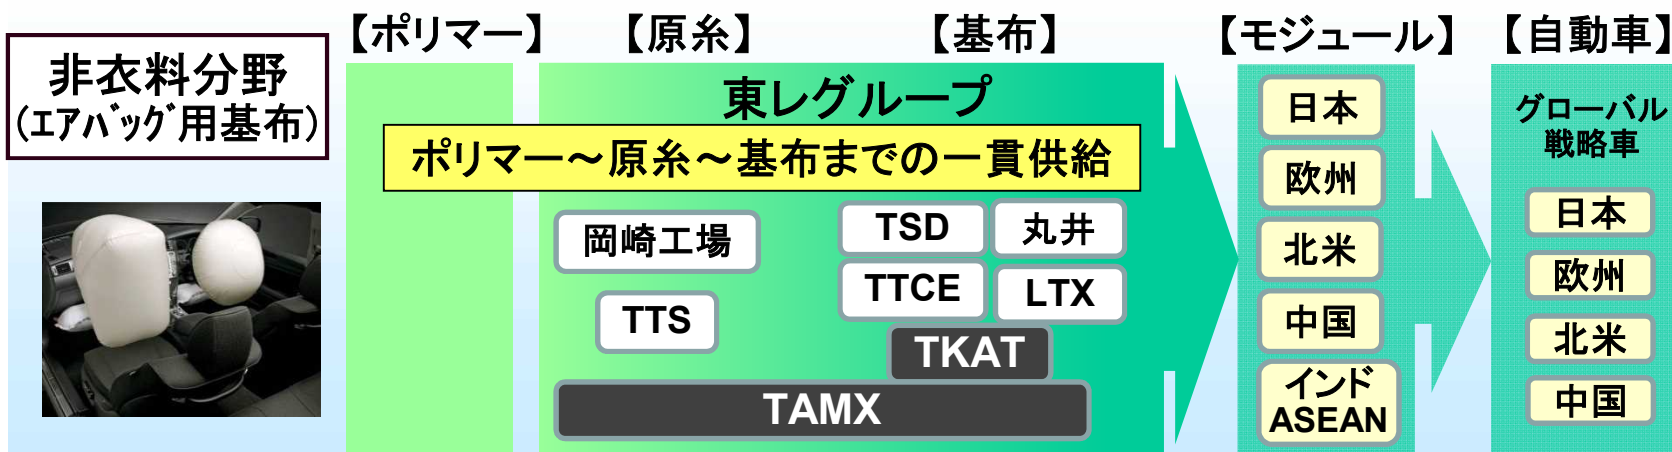 非衣料分野
(ｴｱﾊﾞｯｸﾞ用基布)
【ポリマー】
【原糸】
【基布】
【モジュール】
【自動車】
東レグループ
ポリマー～原糸～基布までの一貫供給
岡崎工場
TTS
TSD
丸井
TTCE
LTX
TKAT
TAMX
日本
欧州
北米
中国
インド
ASEAN
グローバル
戦略車
日本
欧州
北米
中国